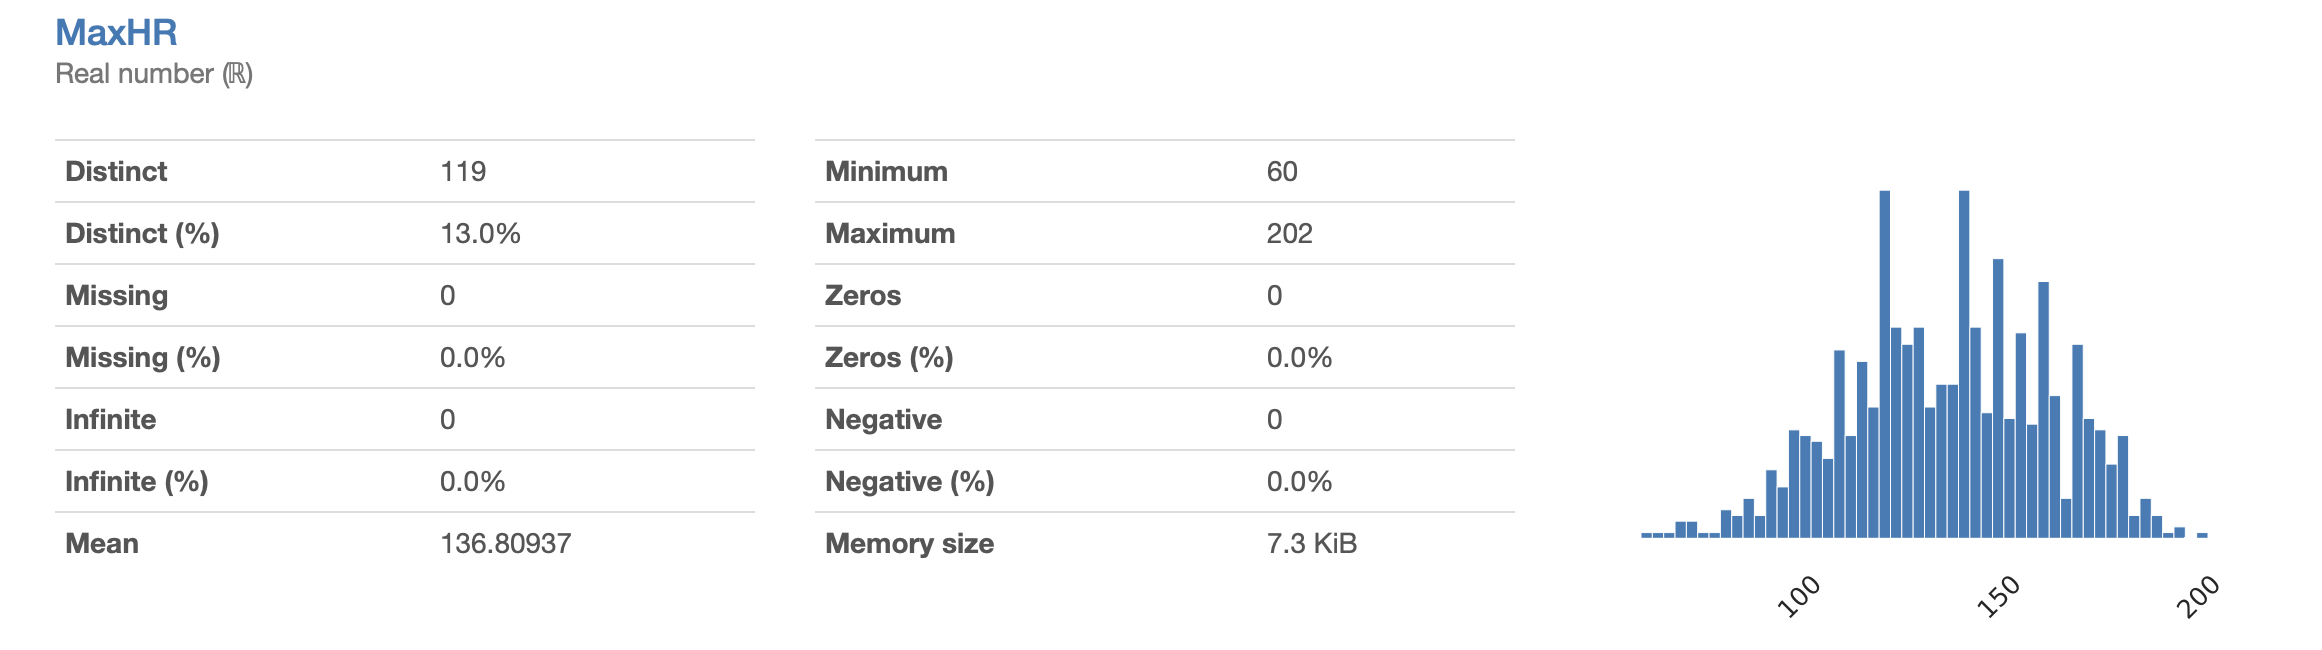 MaxHR
Real number (ℝ)
Distinct 119
Distinct (%) 13.0%
Missing 0
Missing (%) 0.0%
Infinite 0
Infinite (%) 0.0%
Mean 136.80937
Minimum 60
Maximum 202
Zeros 0
Zeros (%) 0.0%
Negative 0
Negative (%) 0.0%
Memory size 7.3 KiB
100 150 200